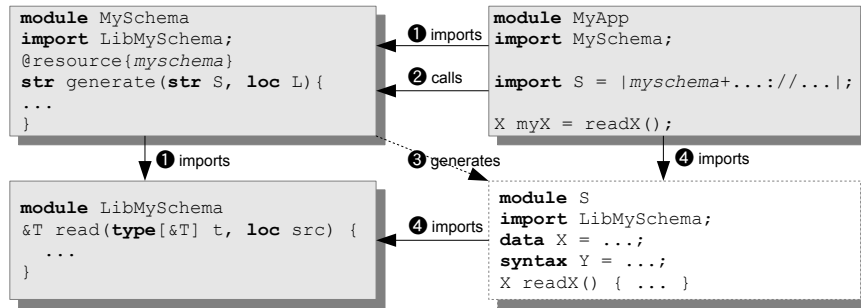 module MySchema
import LibMySchema;
@resource{myschema}
str generate(str S, loc L){
...
}
❶ imports
❷ calls
module MyApp
import MySchema;
import S = |myschema+...://...|;
X myX = readX();
❶ imports
❸ generates
❹ imports
module LibMySchema
&T read(type[&T] t, loc src) {
...
}
❹ imports
module S
import LibMySchema;
data X = ...;
syntax Y = ...;
X readX() { ... }